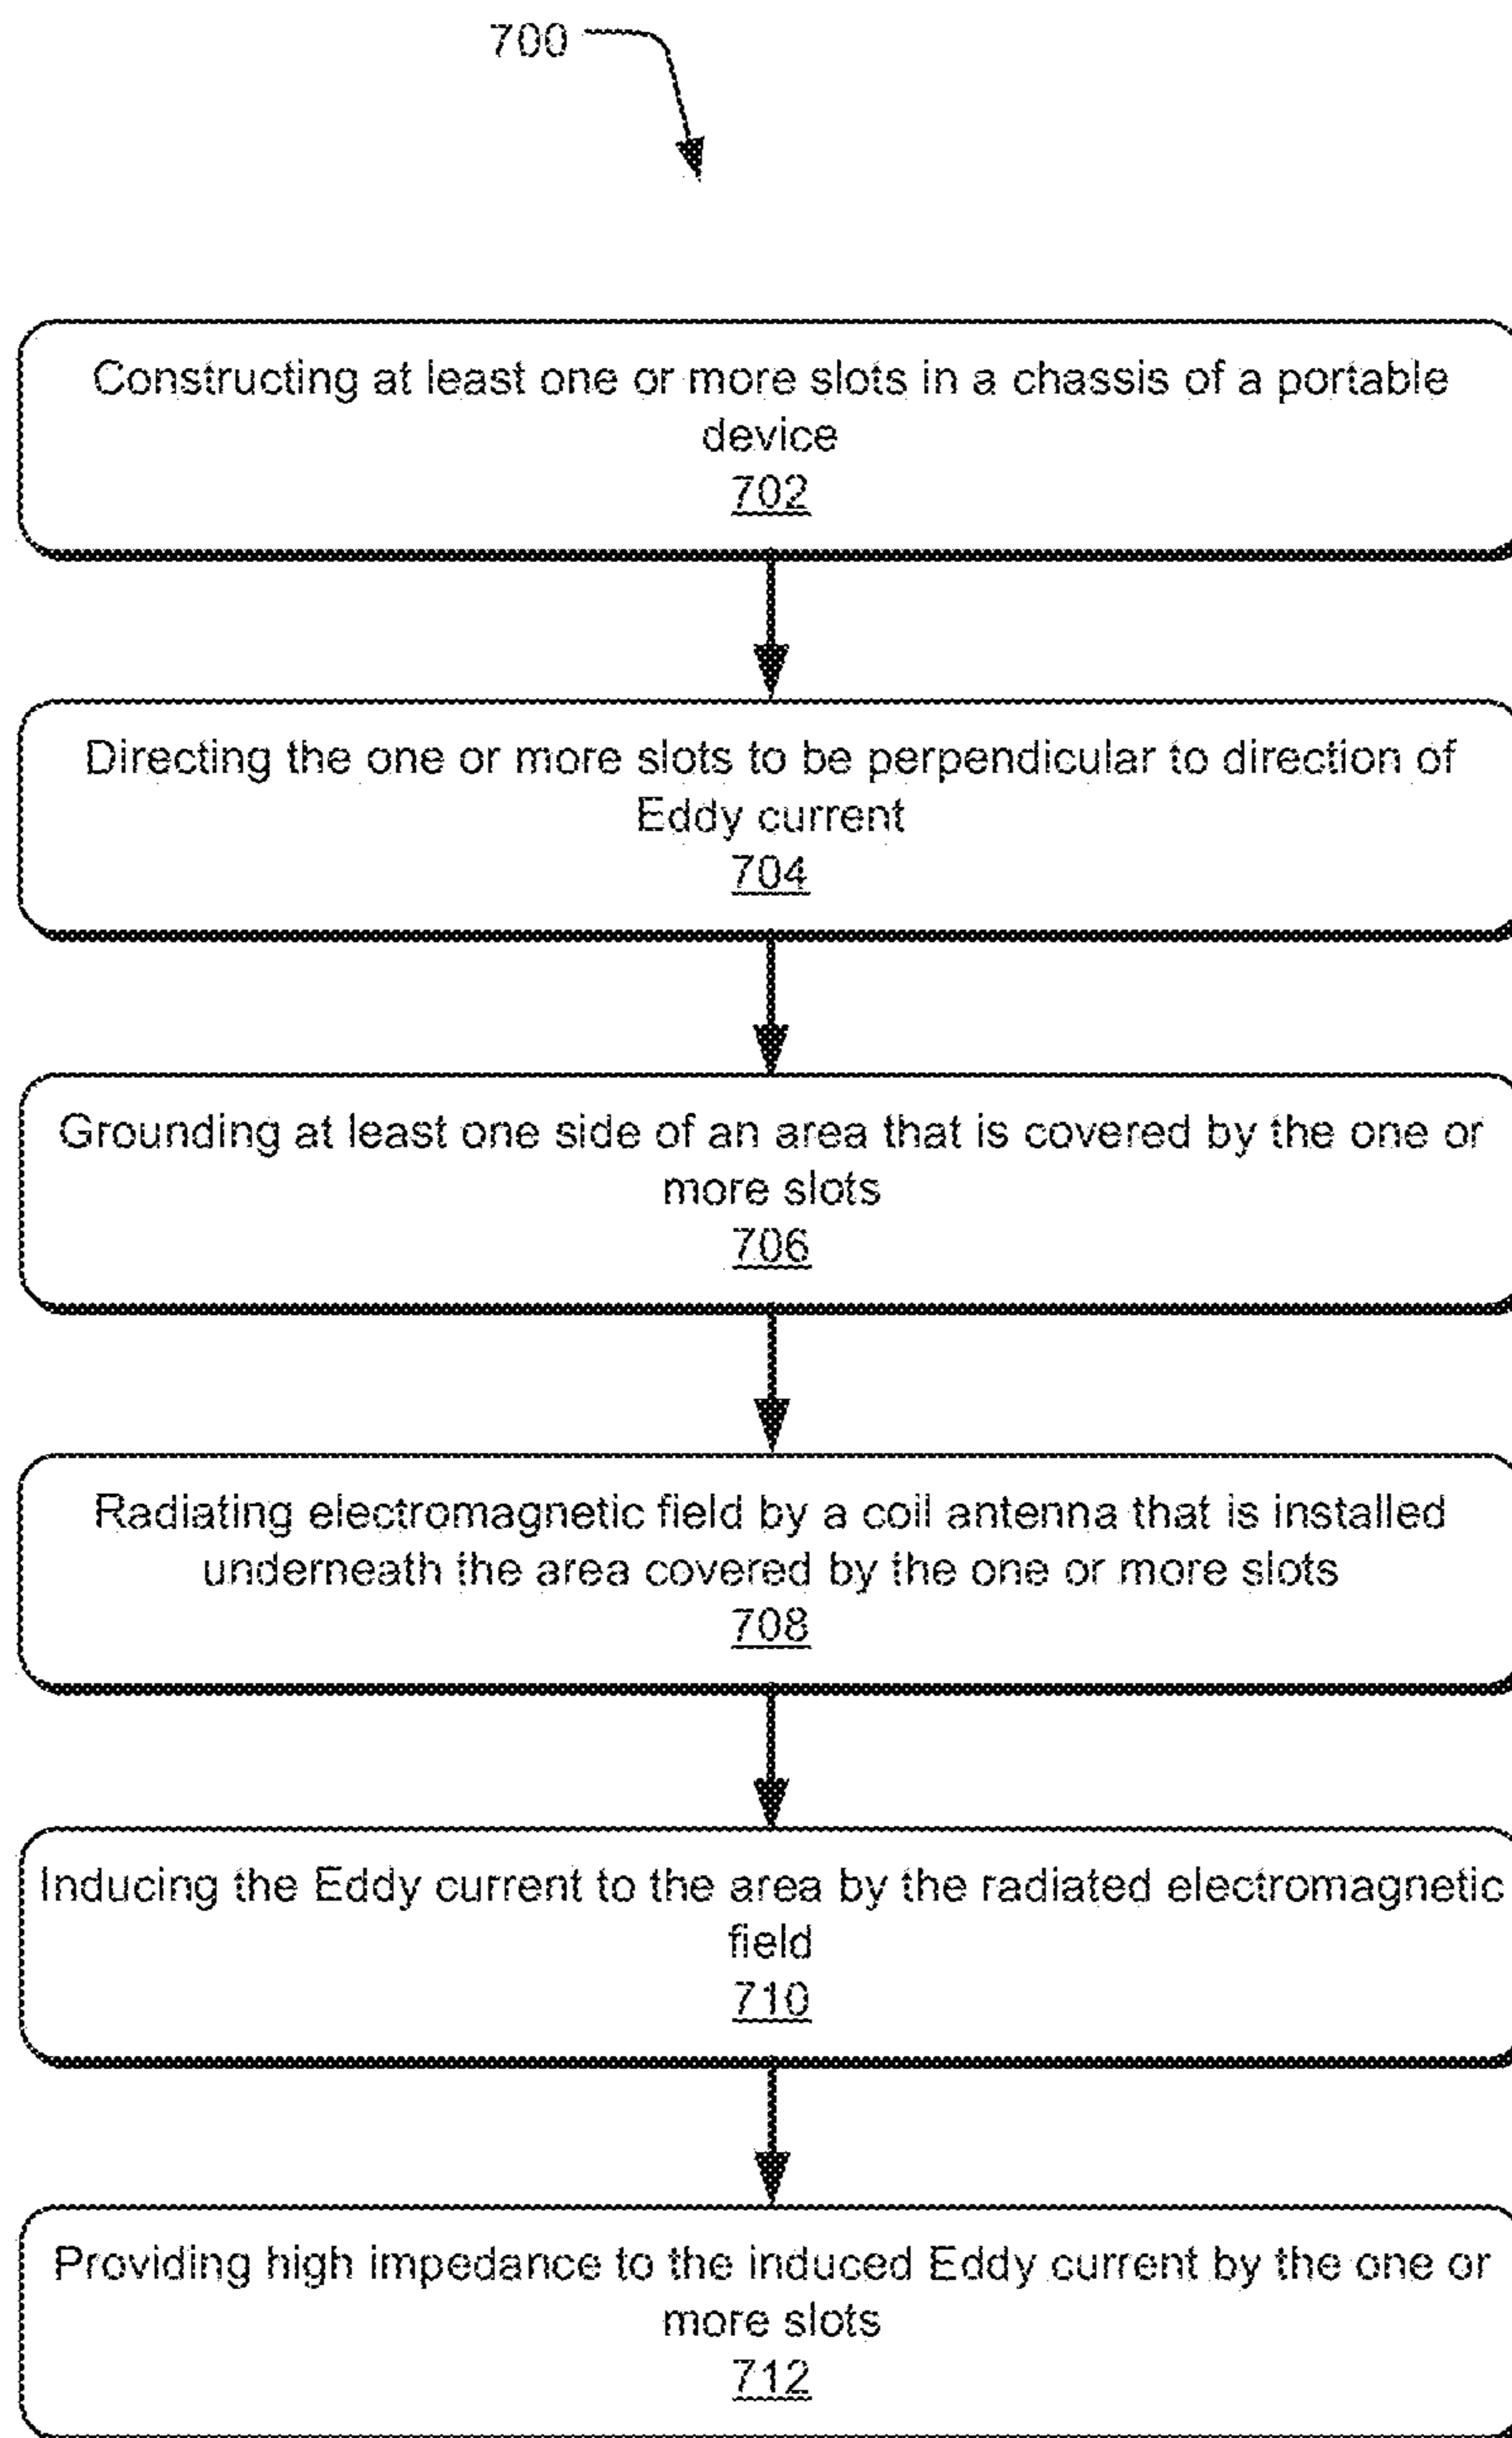 700
Constructing at least one or more slots in a chassis of a portable
device
702
Directing the one or more slots to be perpendicular to direction of
Eddy current
704
Grounding at least one side of an area that is covered by the one or
more slots
706
Radiating electromagnetic field by a coil antenna that is installed
underneath the area covered by the one or more slots
708
Inducing the Eddy current to the area by the radiated electromagnetic
field
710
Providing high impedance to the induced Eddy current by the one or
more slots
712